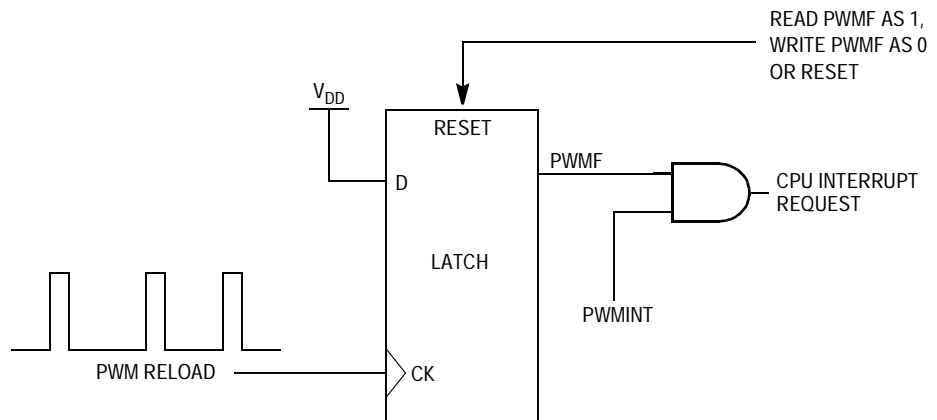 READ PWMF AS 1,
WRITE PWMF AS 0
OR RESET
VDD
RESET
PWMF
D
CPU INTERRUPT
REQUEST
LATCH
PWMINT
PWM RELOAD
CK